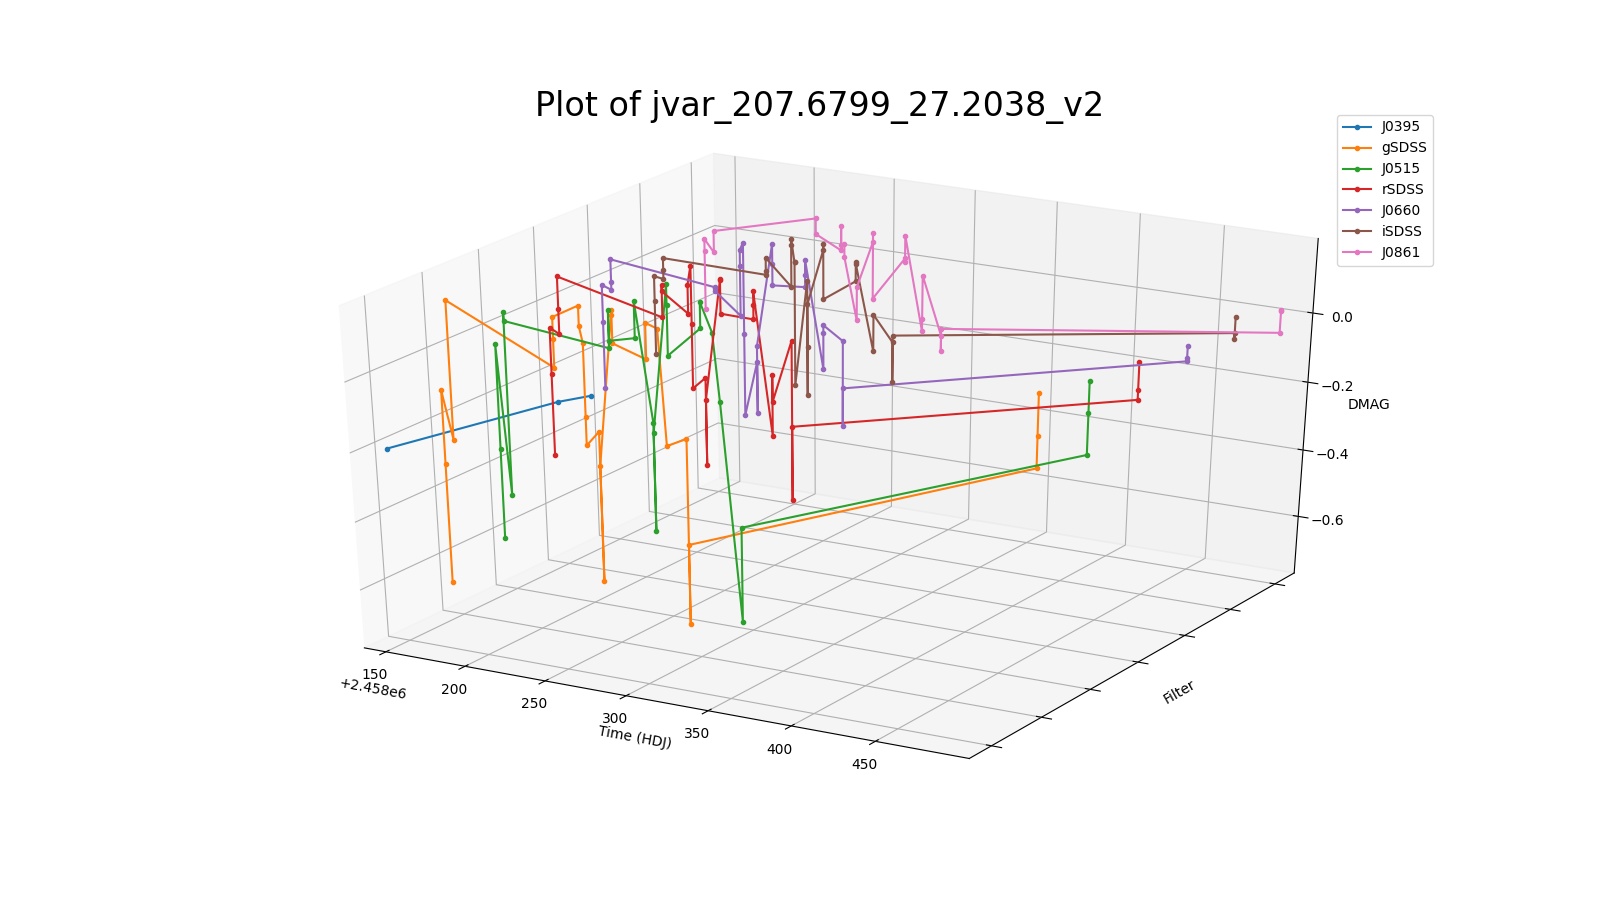 Plot of jvar_207.6799_27.2038_v2
J0395
gSDSS
J0515
rSDSS
J0660
iSDSS
J0861
0.0
−0.2
DMAG
−0.4
−0.6
150
+2.458e6
200
250
300
Time (HDJ)
350
400
450
Filter